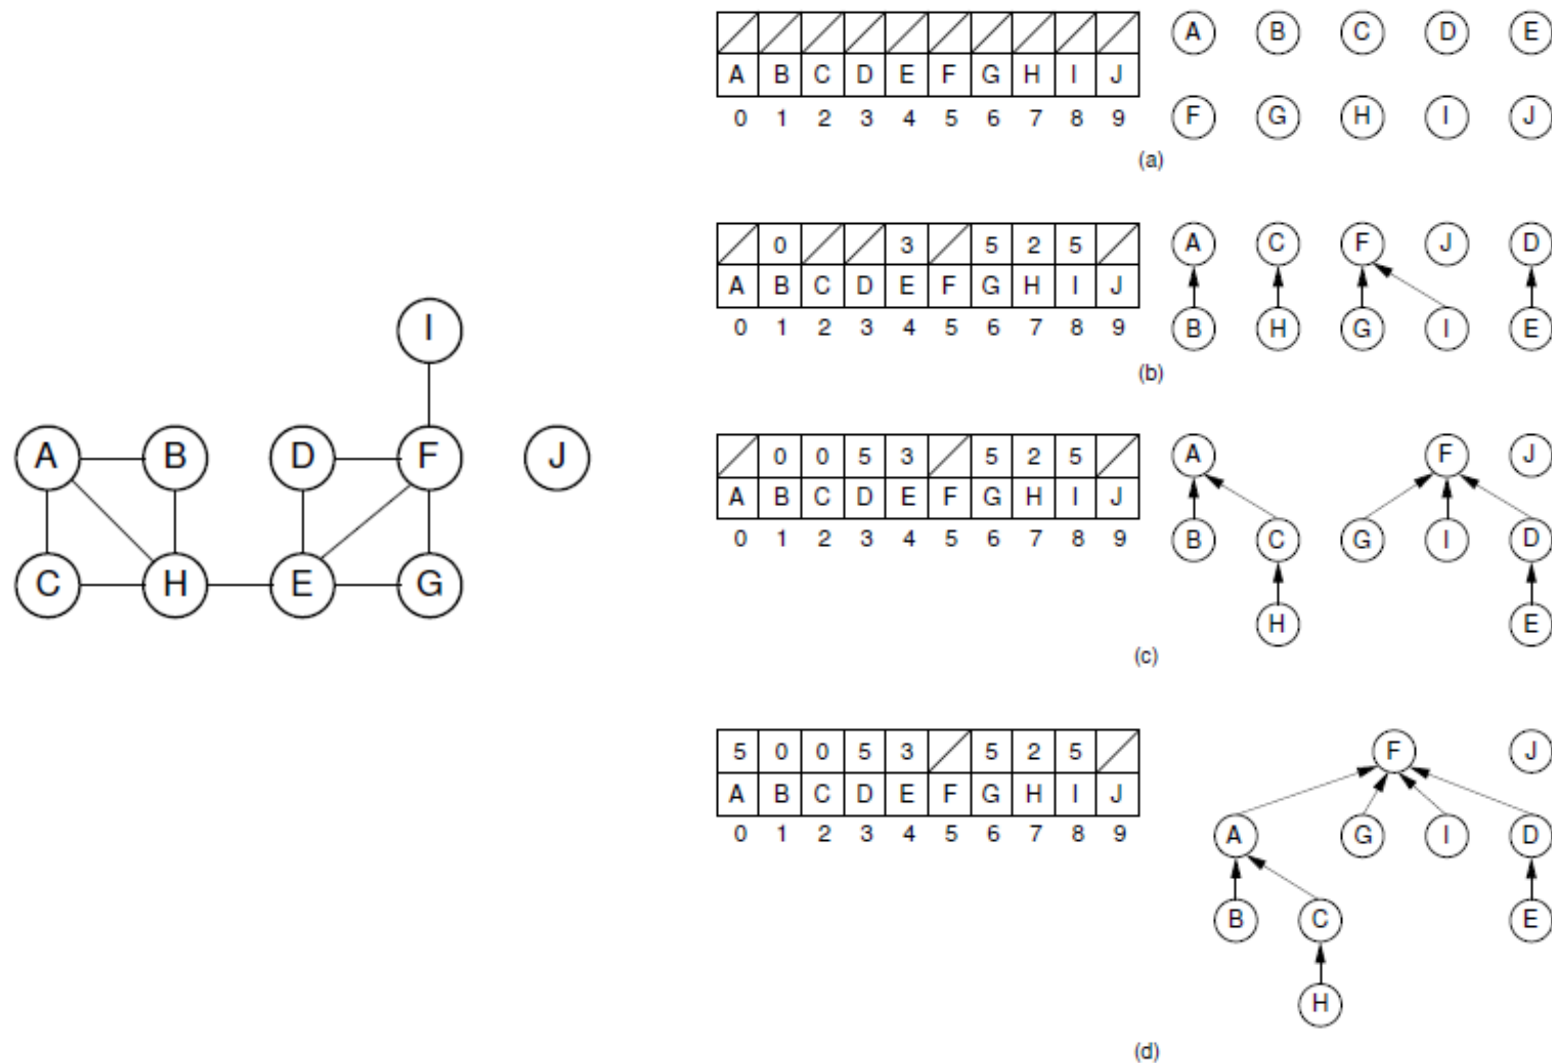 A B C D E
A B C D E F G H I J
0 1 2 3 4 5 6 7 8 9
F G H I J
(a)
0 3 5 2 5
A B C D E F G H I J
0 1 2 3 4 5 6 7 8 9
A C F J D
B H G I E
(b)
I
A B D F J
C H E G
0 0 5 3 5 2 5
A B C D E F G H I J
0 1 2 3 4 5 6 7 8 9
A F J
B C G I D
H E
(c)
5 0 0 5 3 5 2 5
A B C D E F G H I J
0 1 2 3 4 5 6 7 8 9
F J
A G I D
B C E
H
(d)